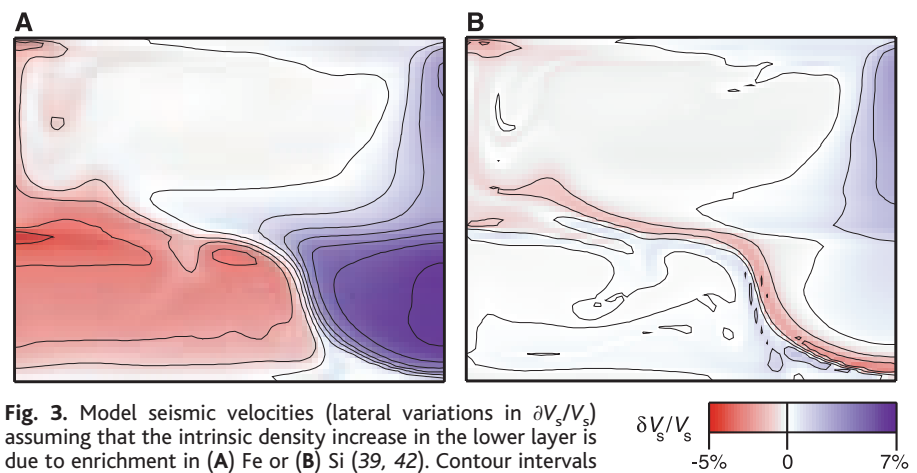 A
B
Fig. 3. Model seismic velocities (lateral variations in ∂Vs/Vs)
assuming that the intrinsic density increase in the lower layer is
due to enrichment in (A) Fe or (B) Si (39, 42). Contour intervals
δVs/Vs
-5% 0 7%